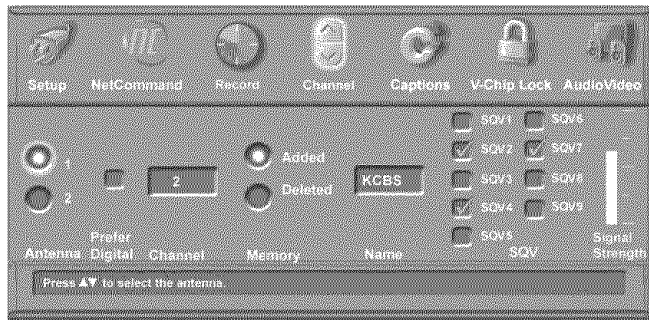 Setup NetCommand Record Channel Captions V-Chip Lock AudioVideo
1
2
2
Added
Deleted
KCBS
SQV1 SQV6
SQV2 SQV7
SQV3 SQV8
SQV4 SQV9
SQV5
Antenna Prefer Digital Channel Memory Name SQV Signal Strength
Press ▲▼ to select the antenna.